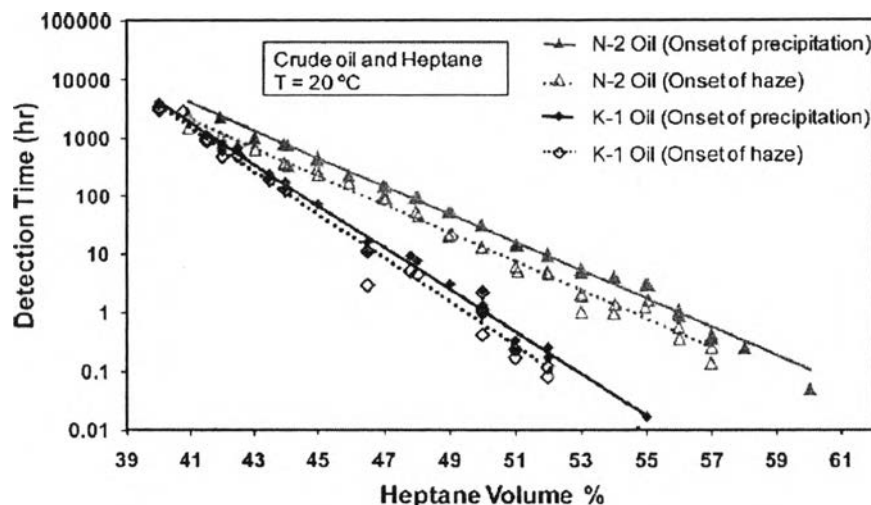 100000
10000
1000
100
10
1
0.1
0.01
Detection Time (hr)
Crude oil and Heptane
T = 20 ºC
N-2 Oil (Onset of precipitation)
N-2 Oil (Onset of haze)
K-1 Oil (Onset of precipitation)
K-1 Oil (Onset of haze)
39 41 43 45 47 49 51 53 55 57 59 61
Heptane Volume %